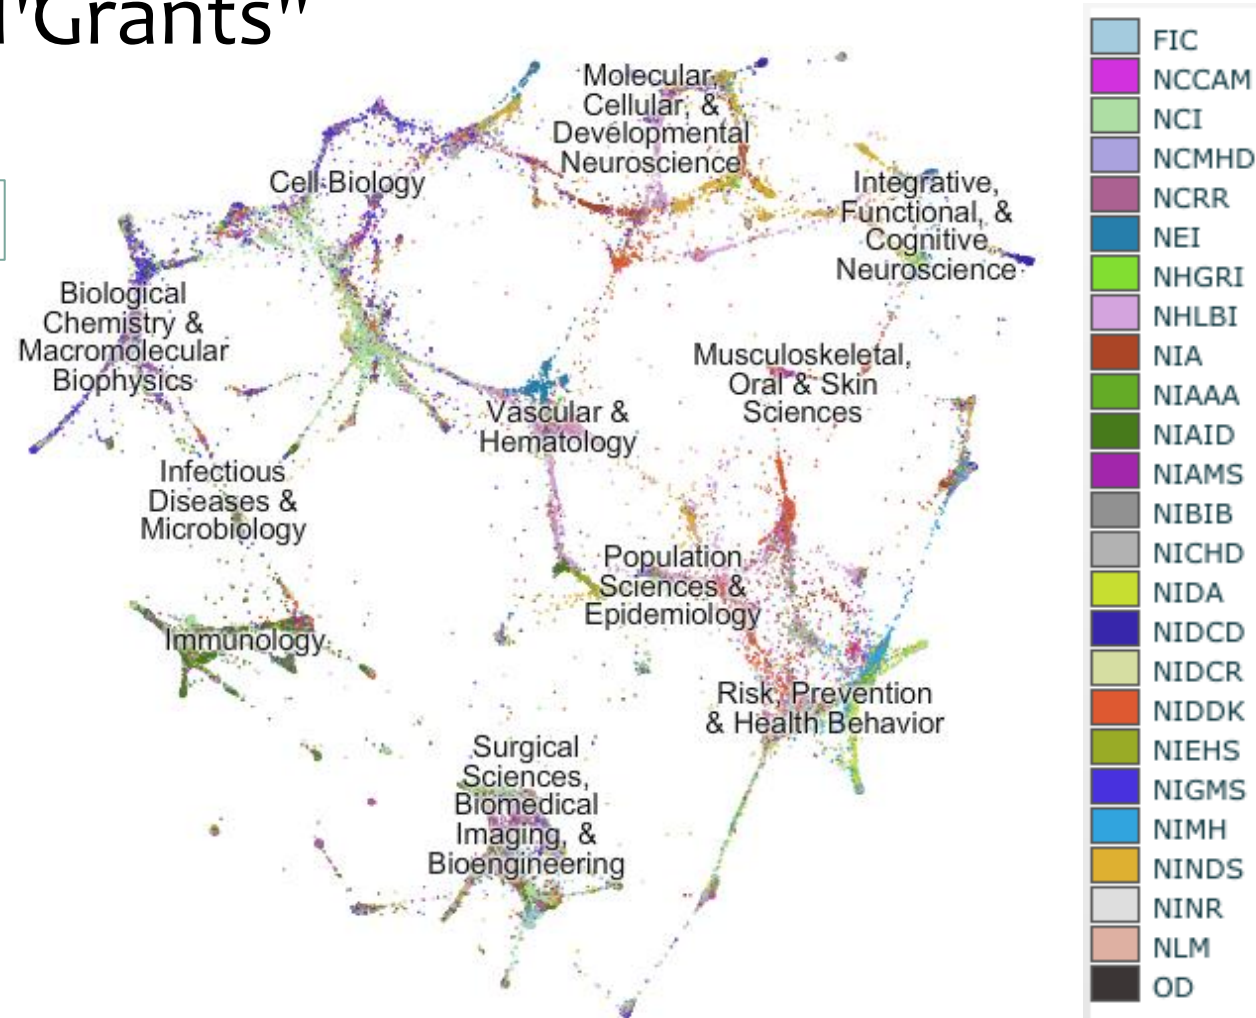 "Grants"
Molecular,
Cellular, &
Developmental
Neuroscience
Cell Biology
Integrative,
Functional, &
Cognitive
Neuroscience
Biological
Chemistry &
Macromolecular
Biophysics
Musculoskeletal,
Oral & Skin
Sciences
Vascular &
Hematology
Infectious
Diseases &
Microbiology
Population
Sciences &
Epidemiology
Immunology
Risk, Prevention
& Health Behavior
Surgical
Sciences,
Biomedical
Imaging, &
Bioengineering
FIC
NCCAM
NCI
NCMHD
NCRR
NEI
NHGRI
NHLBI
NIA
NIAAA
NIAID
NIAMS
NIBIB
NICHD
NIDA
NIDCD
NIDCR
NIDDK
NIEHS
NIGMS
NIMH
NINDS
NINR
NLM
OD